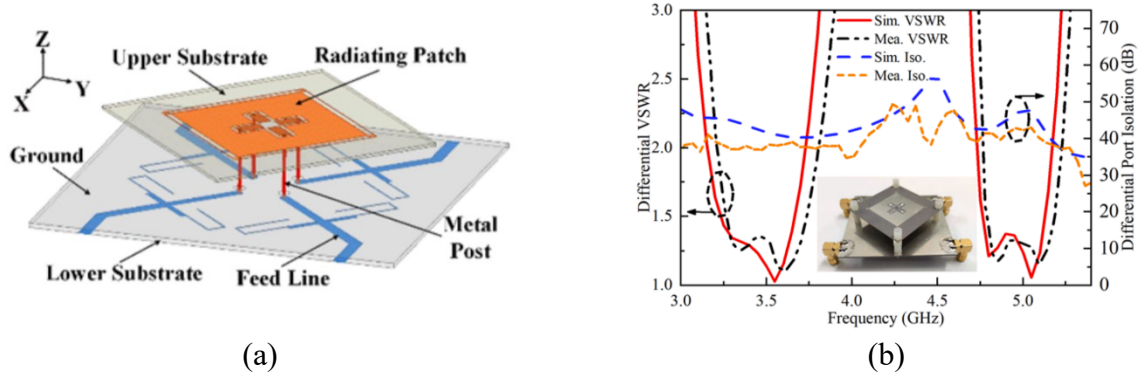 Z
Y
X
Upper Substrate
Radiating Patch
Ground
Metal
Post
Lower Substrate
Feed Line
(a)
Differential VSWR
3.0
2.5
2.0
1.5
1.0
Sim. VSWR
Mea. VSWR
Sim. Iso.
Mea. Iso.
70
60
50
40
30
20
10
0
Differential Port Isolation (dB)
3.0 3.5 4.0 4.5 5.0
Frequency (GHz)
(b)